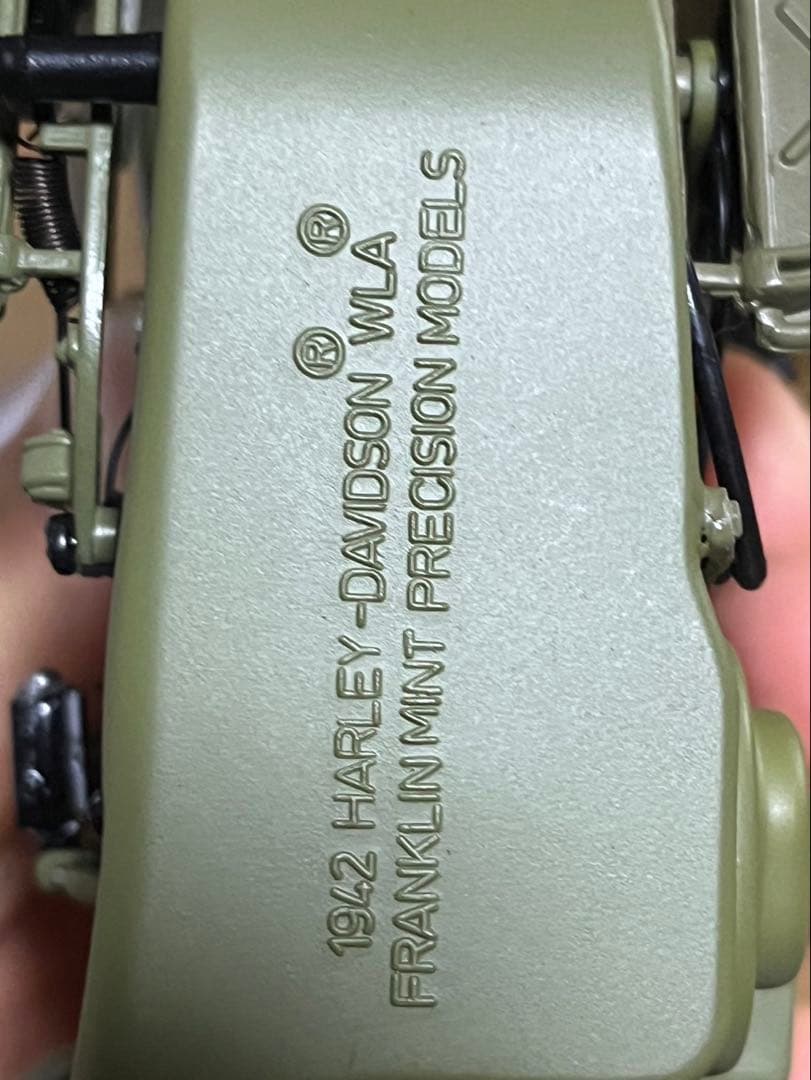 1942 HARLEY-DAVIDSON® WLA®
FRANKLIN MINT PRECISION MODELS